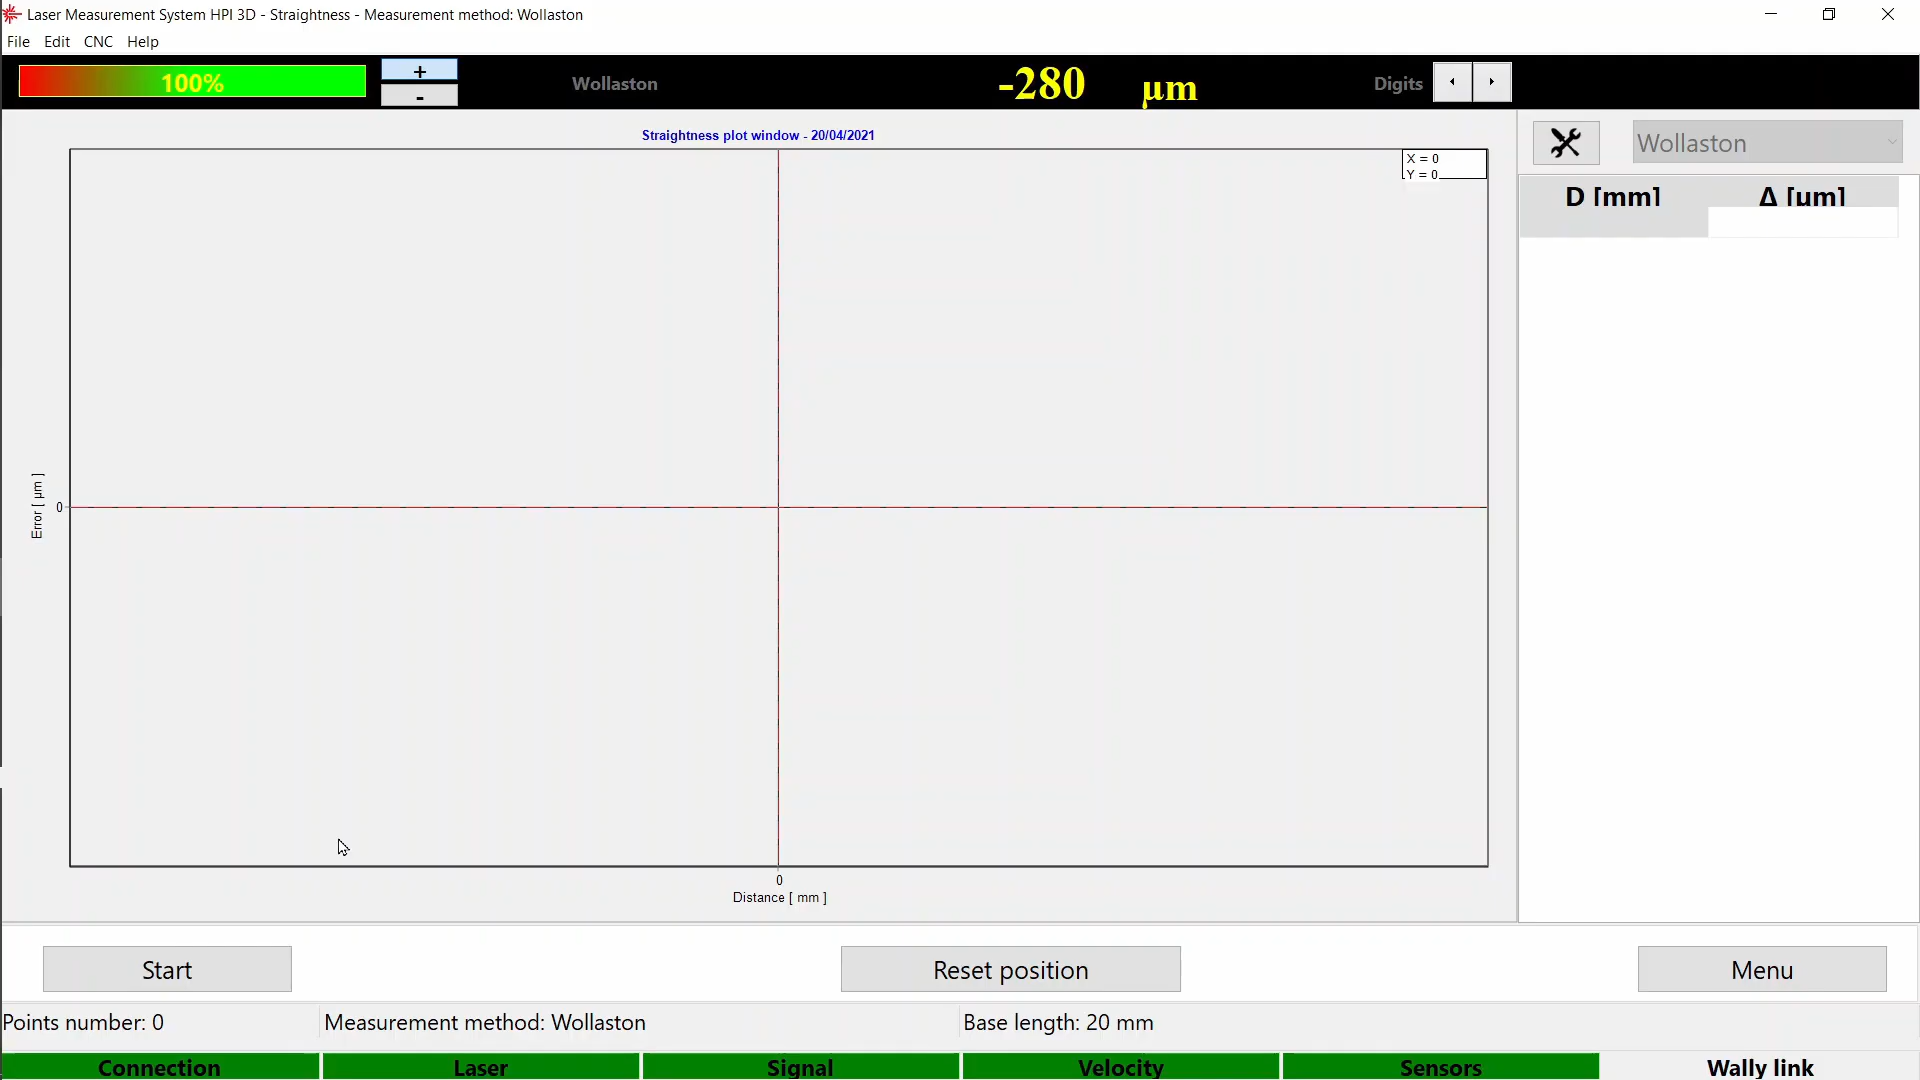 Laser Measurement System HPI 3D - Straightness - Measurement method: Wollaston
File Edit CNC Help
100%
+
-
Wollaston
-280 µm
Digits
Straightness plot window - 20/04/2021
X = 0
Y = 0
Wollaston
D [mm] Δ [µm]
Error [ µm ]
0
0
Distance [ mm ]
Start
Reset position
Menu
Points number: 0
Measurement method: Wollaston
Base length: 20 mm
Connection
Laser
Signal
Velocity
Sensors
Wally link